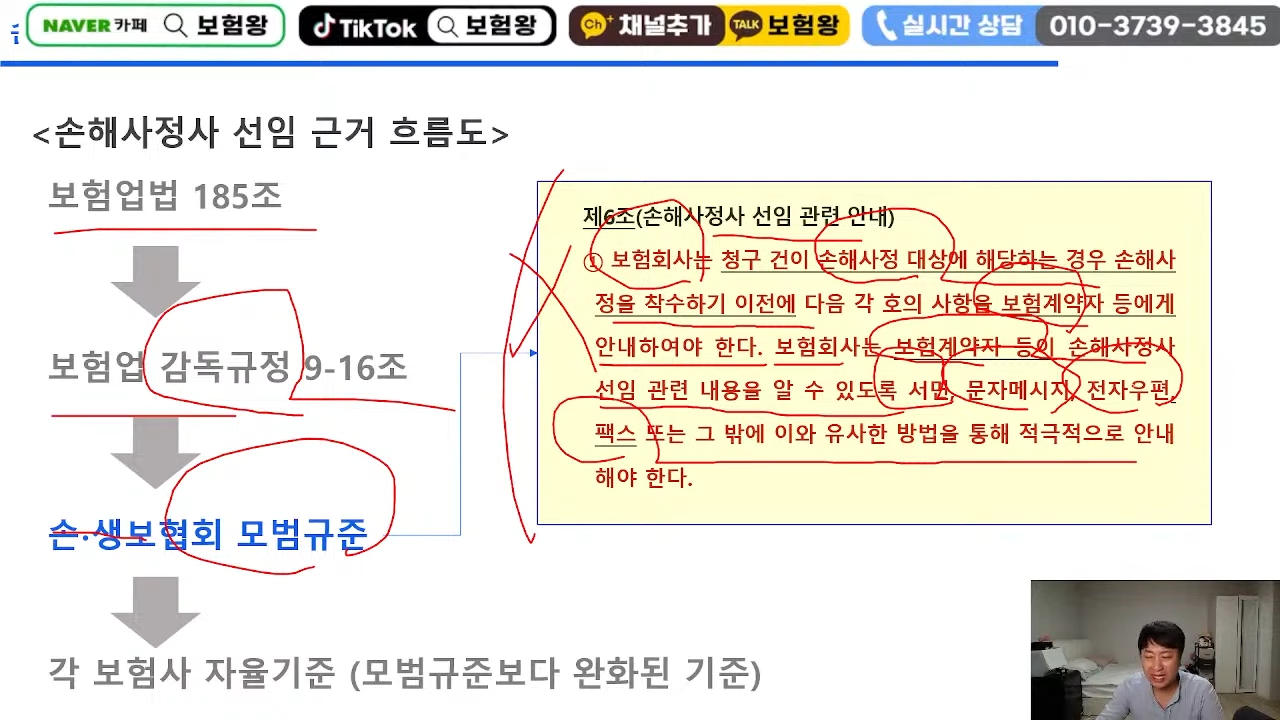 NAVER 카페 보험왕 TikTok 보험왕 Ch+ 채널추가 TALK 보험왕 실시간 상담 010-3739-3845
<손해사정사 선임 근거 흐름도>
보험업법 185조
보험업 감독규정 9-16조
손·생보협회 모범규준
각 보험사 자율기준 (모범규준보다 완화된 기준)
제6조(손해사정사 선임 관련 안내)
① 보험회사는 청구 건이 손해사정 대상에 해당하는 경우 손해사
정을 착수하기 이전에 다음 각 호의 사항을 보험계약자 등에게
안내하여야 한다. 보험회사는 보험계약자 등이 손해사정사
선임 관련 내용을 알 수 있도록 서면, 문자메시지, 전자우편,
팩스 또는 그 밖에 이와 유사한 방법을 통해 적극적으로 안내
해야 한다.